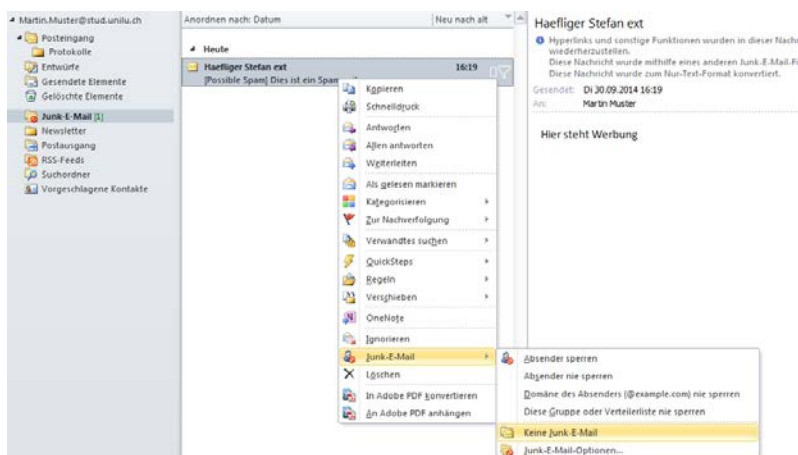 Martin.Muster@stud.unilu.ch
Posteingang
Protokolle
Entwürfe
Gesendete Elemente
Gelöschte Elemente
Junk-E-Mail [1]
Newsletter
Postausgang
RSS-Feeds
Suchordner
Vorgeschlagene Kontakte
Anordnen nach: Datum
Neu nach alt
Heute
Haefliger Stefan ext 16:19
[Possible Spam] Dies ist ein Spam
Kopieren
Schnelldruck
Antworten
Allen antworten
Weiterleiten
Als gelesen markieren
Kategorisieren
Zur Nachverfolgung
Verwandtes suchen
QuickSteps
Regeln
Verschieben
OneNote
Ignorieren
Junk-E-Mail
Löschen
In Adobe PDF konvertieren
An Adobe PDF anhängen
Absender sperren
Absender nie sperren
Domäne des Absenders (@example.com) nie sperren
Diese Gruppe oder Verteilerliste nie sperren
Keine Junk-E-Mail
Junk-E-Mail-Optionen...
Haefliger Stefan ext
Hyperlinks und sonstige Funktionen wurden in dieser Nachr
wiederherzustellen.
Diese Nachricht wurde mithilfe eines anderen Junk-E-Mail-F
Diese Nachricht wurde zum Nur-Text-Format konvertiert.
Gesendet: Di 30.09.2014 16:19
An: Martin Muster
Hier steht Werbung